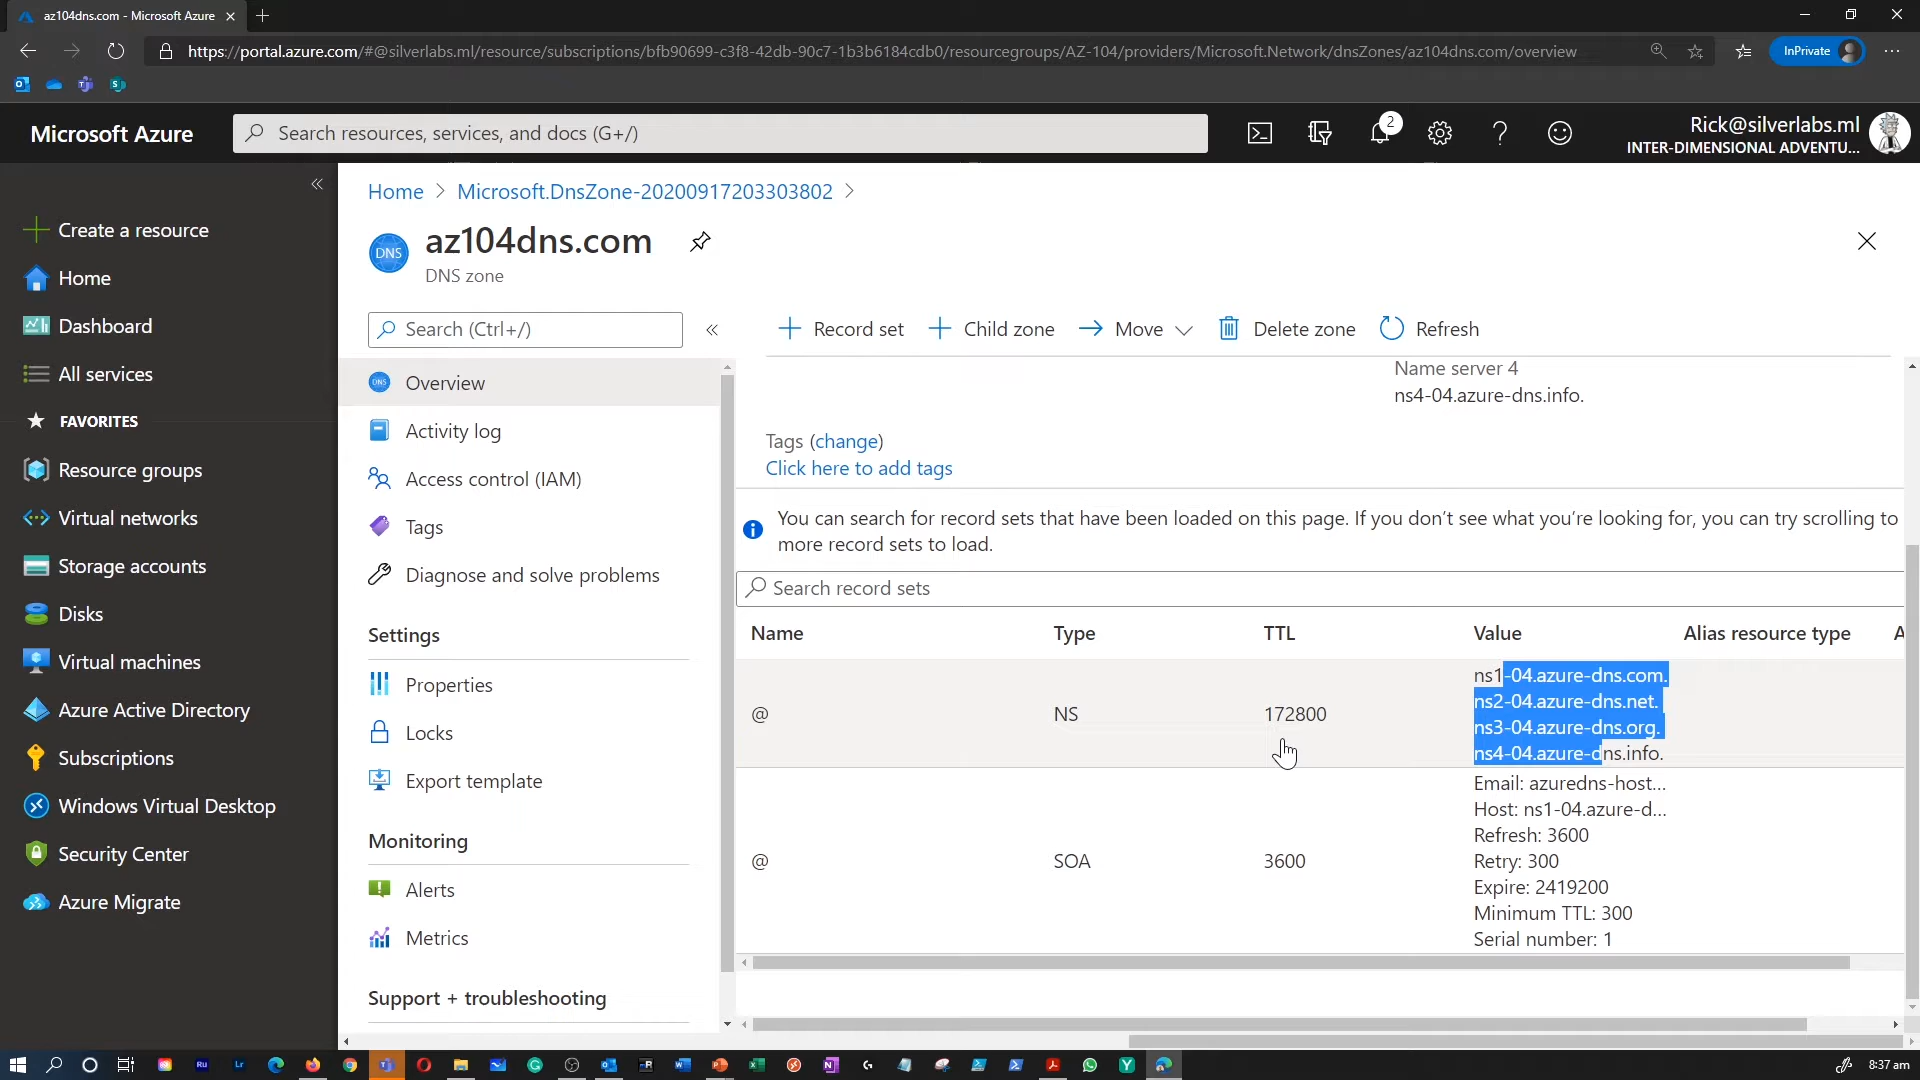 az104dns.com - Microsoft Azure
https://portal.azure.com/#@silverlabs.ml/resource/subscriptions/bfb90699-c3f8-42db-90c7-1b3b6184cdb0/resourcegroups/AZ-104/providers/Microsoft.Network/dnsZones/az104dns.com/overview
InPrivate
Microsoft Azure
Search resources, services, and docs (G+/)
2
Rick@silverlabs.ml
INTER-DIMENSIONAL ADVENTU...
Create a resource
Home
Dashboard
All services
FAVORITES
Resource groups
Virtual networks
Storage accounts
Disks
Virtual machines
Azure Active Directory
Subscriptions
Windows Virtual Desktop
Security Center
Azure Migrate
Home > Microsoft.DnsZone-20200917203303802 >
DNS
az104dns.com
DNS zone
Search (Ctrl+/)
Overview
Activity log
Access control (IAM)
Tags
Diagnose and solve problems
Settings
Properties
Locks
Export template
Monitoring
Alerts
Metrics
Support + troubleshooting
Record set
Child zone
Move
Delete zone
Refresh
Name server 4
ns4-04.azure-dns.info.
Tags (change)
Click here to add tags
You can search for record sets that have been loaded on this page. If you don't see what you're looking for, you can try scrolling to
more record sets to load.
Search record sets
Name Type TTL Value Alias resource type A
@ NS 172800
ns1-04.azure-dns.com.
ns2-04.azure-dns.net.
ns3-04.azure-dns.org.
ns4-04.azure-dns.info.
@ SOA 3600
Email: azuredns-host...
Host: ns1-04.azure-d...
Refresh: 3600
Retry: 300
Expire: 2419200
Minimum TTL: 300
Serial number: 1
8:37 am